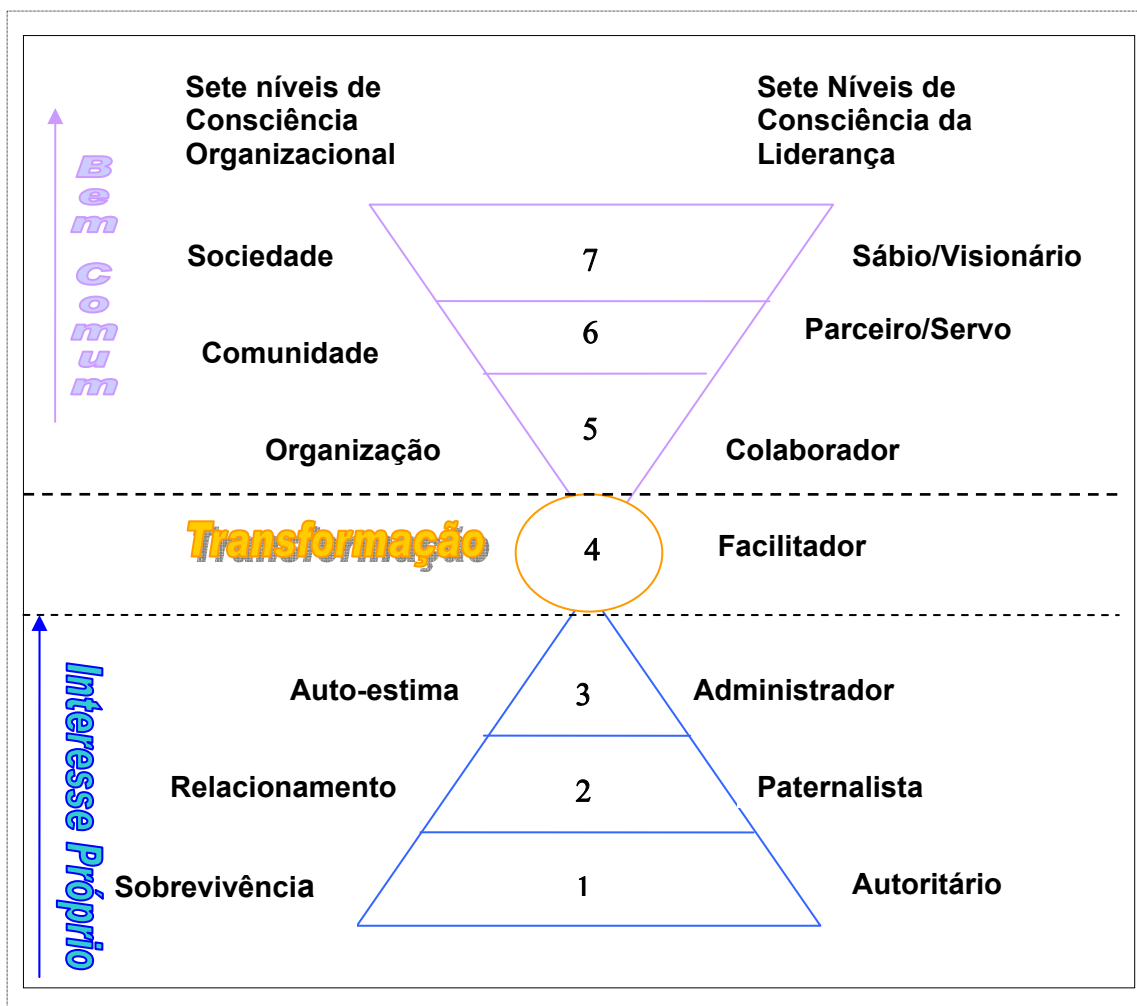 Sete níveis de
Consciência
Organizacional
Sete Níveis de
Consciência da
Liderança
Bem Comum
Sociedade
7
Sábio/Visionário
Comunidade
6
Parceiro/Servo
Organização
5
Colaborador
Transformação
4
Facilitador
Interesse Próprio
Auto-estima
3
Administrador
Relacionamento
2
Paternalista
Sobrevivência
1
Autoritário